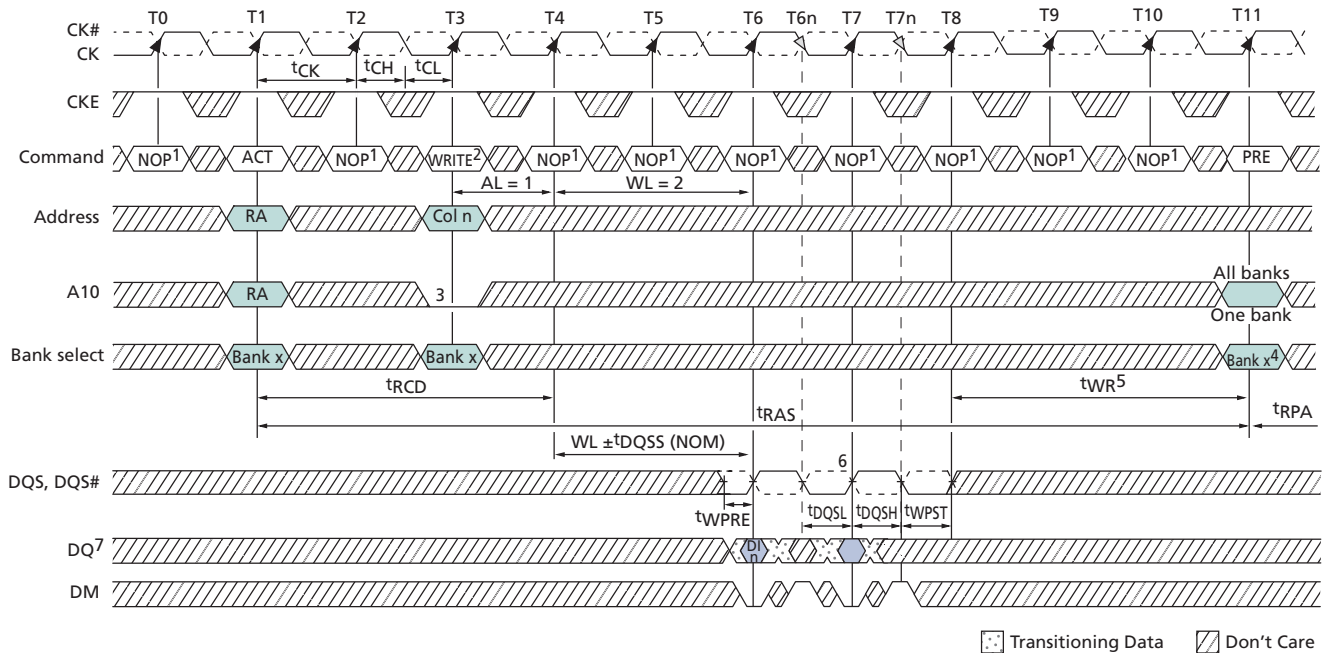 T0 T1 T2 T3 T4 T5 T6 T6n T7 T7n T8 T9 T10 T11
CK#
CK
tCK tCH tCL
CKE
Command NOP1 ACT NOP1 WRITE2 NOP1 NOP1 NOP1 NOP1 NOP1 NOP1 NOP1 PRE
AL = 1 WL = 2
Address RA Col n
All banks
A10 RA 3
One bank
Bank select Bank x Bank x Bank x4
tRCD tWR5
tRAS tRPA
WL ±tDQSS (NOM)
6
DQS, DQS#
tWPRE tDQSL tDQSH tWPST
DQ7 DI
n
DM
Transitioning Data Don't Care